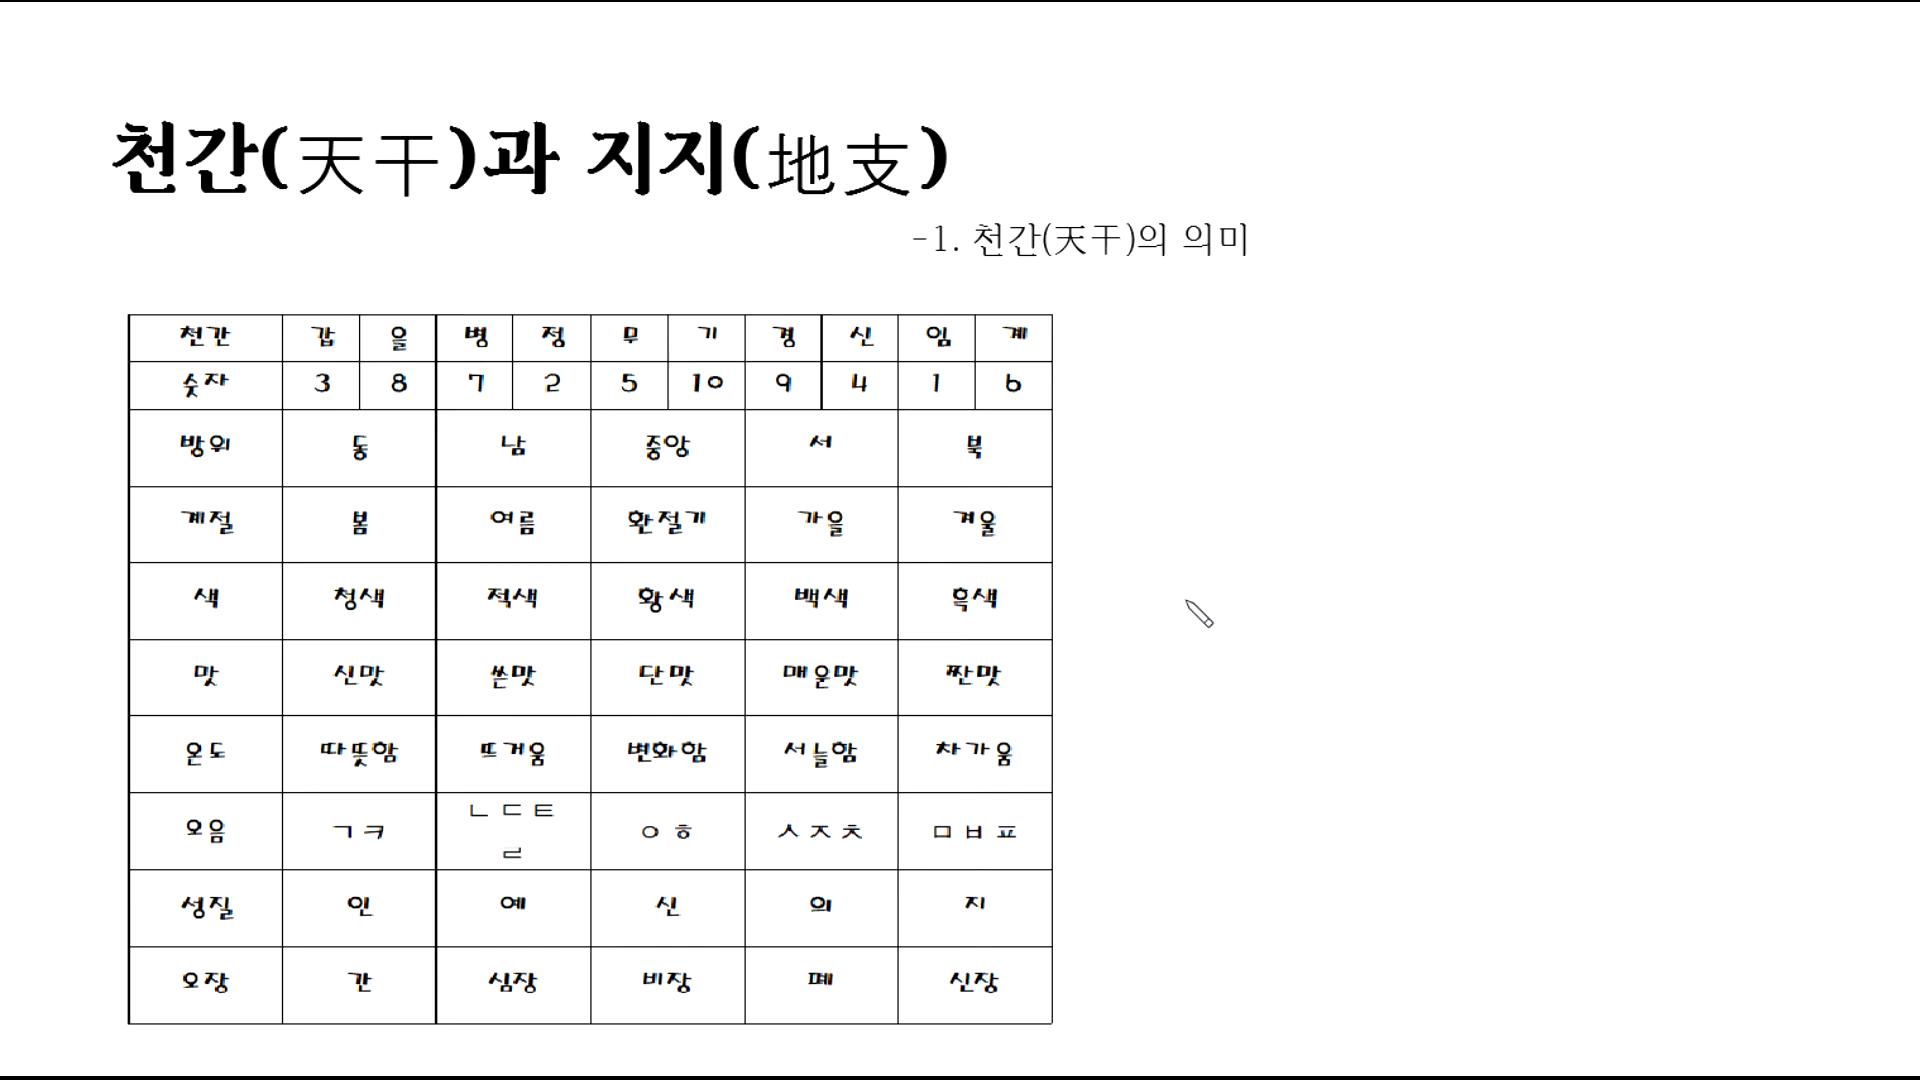 천간(天干)과 지지(地支)
-1. 천간(天干)의 의미
천간 갑 을 병 정 무 기 경 신 임 계
숫자 3 8 7 2 5 10 9 4 1 6
방위 동 남 중앙 서 북
계절 봄 여름 환절기 가을 겨울
색 청색 적색 황색 백색 흑색
맛 신맛 쓴맛 단맛 매운맛 짠맛
온도 따뜻함 뜨거움 변화함 서늘함 차가움
오음 ㄱ ㅋ ㄴ ㄷ ㅌ ㄹ ㅇ ㅎ ㅅ ㅈ ㅊ ㅁ ㅂ ㅍ
성질 인 예 신 의 지
오장 간 심장 비장 폐 신장